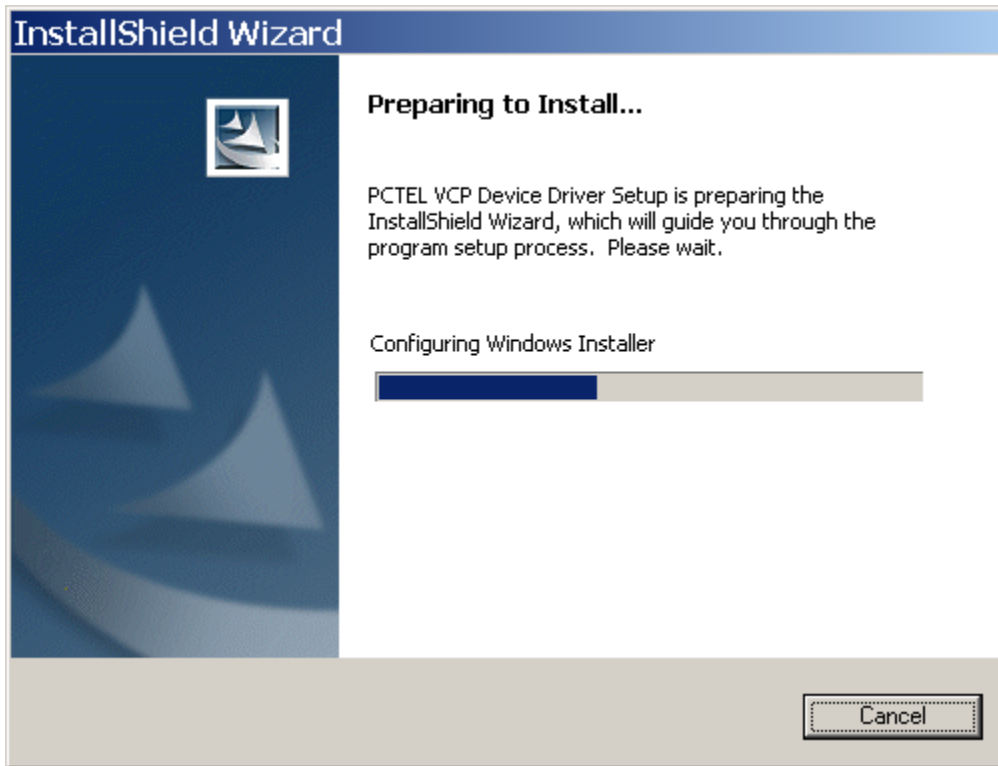 InstallShield Wizard
Preparing to Install...
PCTEL VCP Device Driver Setup is preparing the
InstallShield Wizard, which will guide you through the
program setup process.  Please wait.
Configuring Windows Installer
Cancel